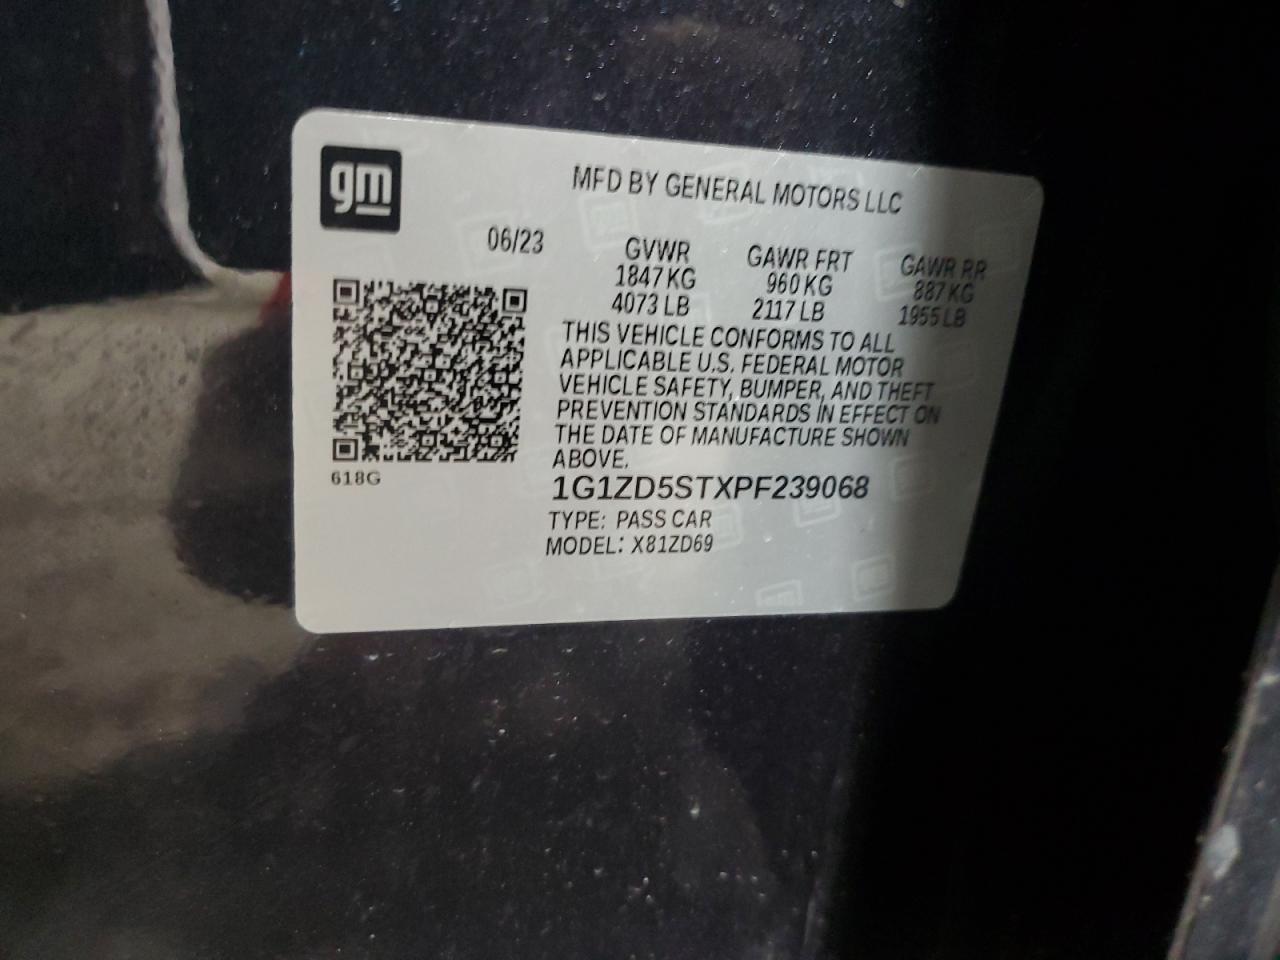 gm
MFD BY GENERAL MOTORS LLC
06/23
GVWR GAWR FRT GAWR RR
1847 KG 960 KG 887 KG
4073 LB 2117 LB 1955 LB
THIS VEHICLE CONFORMS TO ALL
APPLICABLE U.S. FEDERAL MOTOR
VEHICLE SAFETY, BUMPER, AND THEFT
PREVENTION STANDARDS IN EFFECT ON
THE DATE OF MANUFACTURE SHOWN
ABOVE.
618G
1G1ZD5STXPF239068
TYPE: PASS CAR
MODEL: X81ZD69